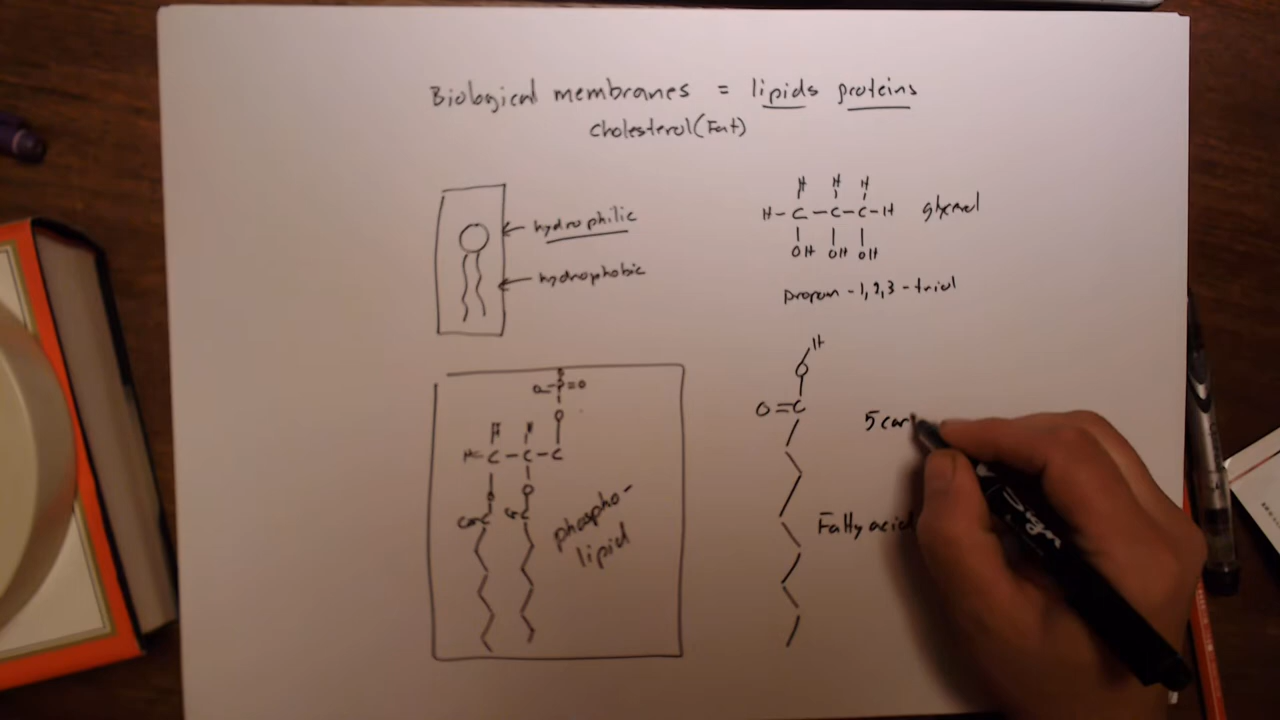 Biological membranes = lipids proteins
cholesterol (Fat)
hydrophilic
hydrophobic
H H H
H-C-C-C-H glycerol
OH OH OH
propan-1,2,3-triol
H
O
O=C
5 car
Fatty acid
P=O
O
H H
H-C-C-C
O O
phospho-
lipid